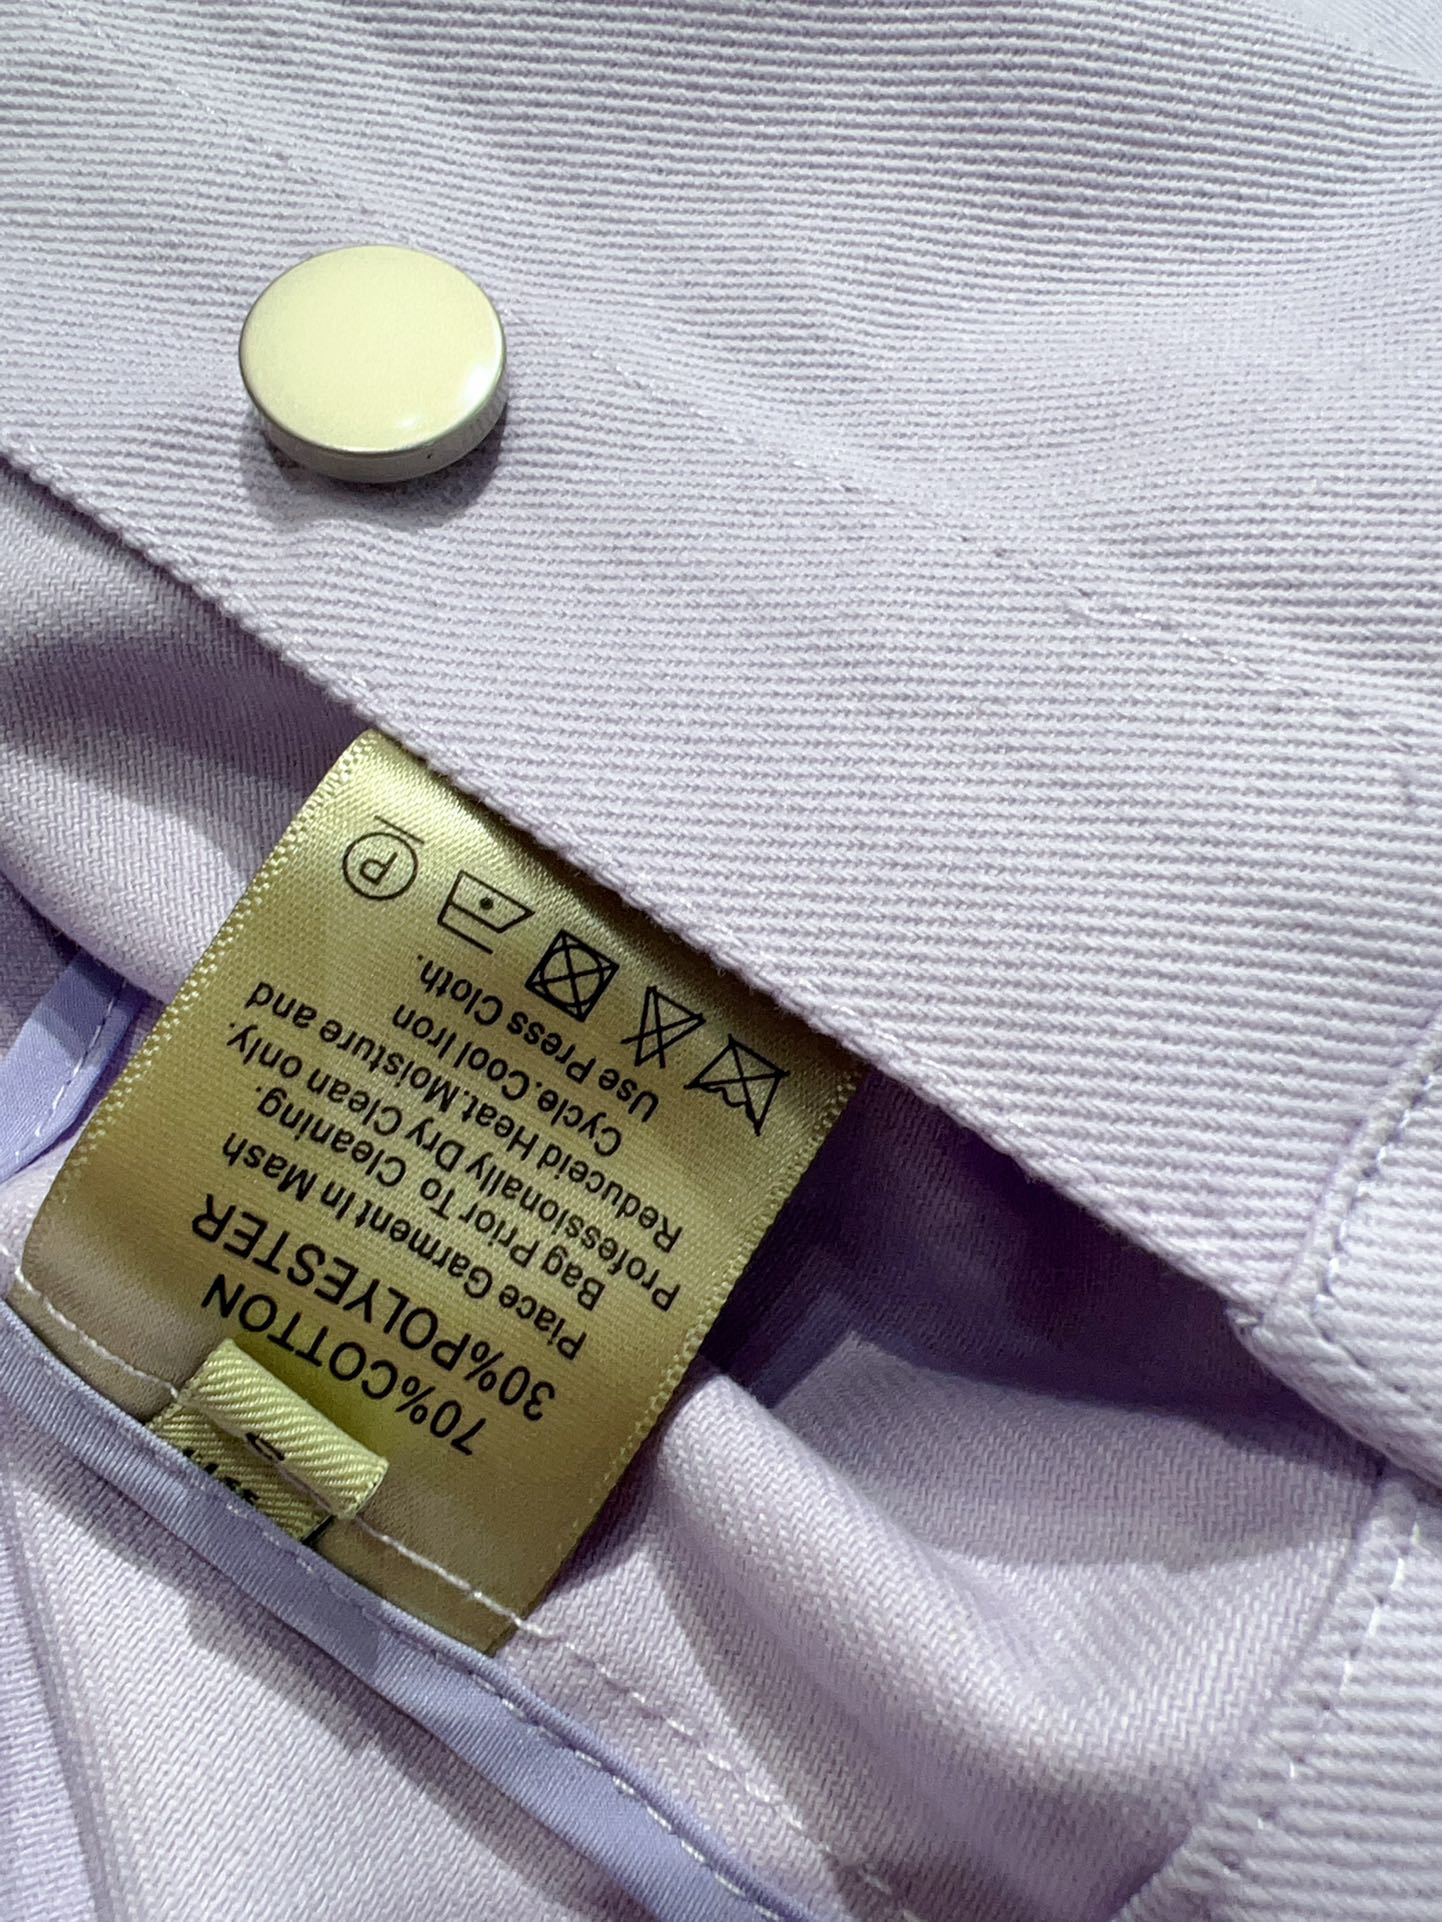 70%COTTON
30%POLYESTER
Place Garment In Mash
Bag Prior To Cleaning.
Professionally Dry Clean only.
Reduceid Heat.Moisture and
Cycle.Cool Iron
Use Press Cloth.
P
S